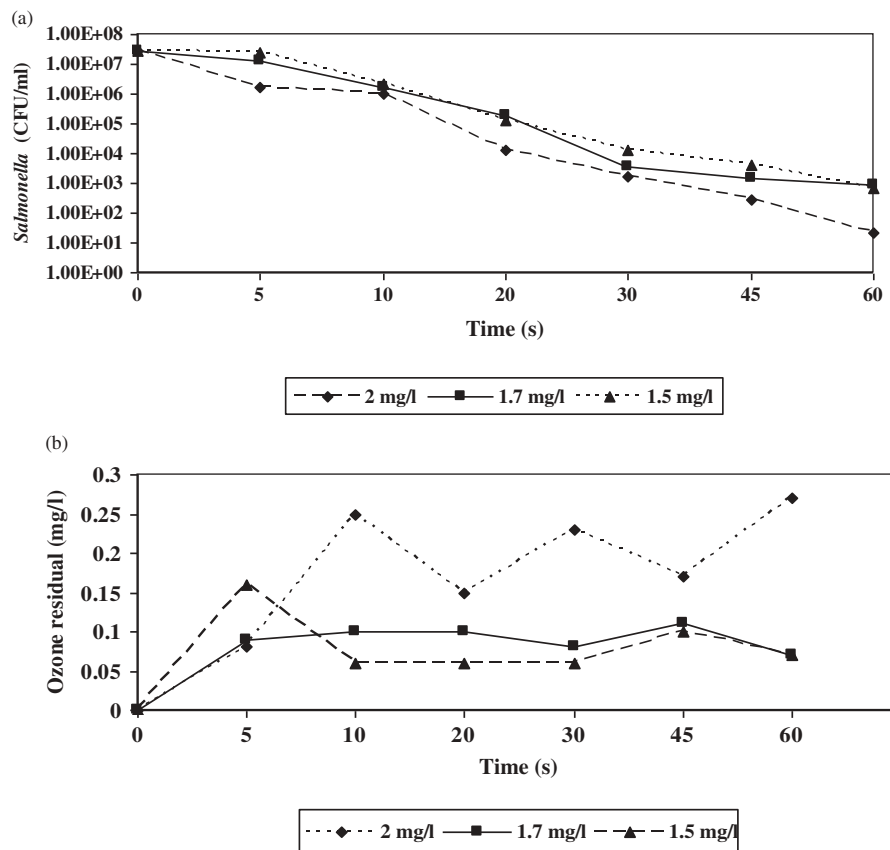 (a)
Salmonella (CFU/ml)
1.00E+08
1.00E+07
1.00E+06
1.00E+05
1.00E+04
1.00E+03
1.00E+02
1.00E+01
1.00E+00
0 5 10 20 30 45 60
Time (s)
2 mg/l 1.7 mg/l 1.5 mg/l
(b)
Ozone residual (mg/l)
0.3
0.25
0.2
0.15
0.1
0.05
0
0 5 10 20 30 45 60
Time (s)
2 mg/l 1.7 mg/l 1.5 mg/l